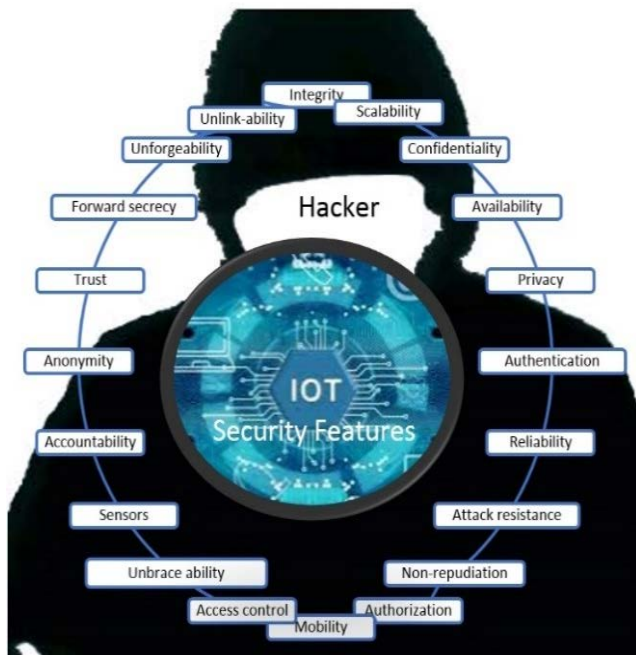 Integrity
Scalability
Unlink-ability
Unforgeability
Confidentiality
Forward secrecy
Hacker
Availability
Trust
Privacy
IOT
Security Features
Anonymity
Authentication
Accountability
Reliability
Sensors
Attack resistance
Unbrace ability
Non-repudiation
Access control
Authorization
Mobility